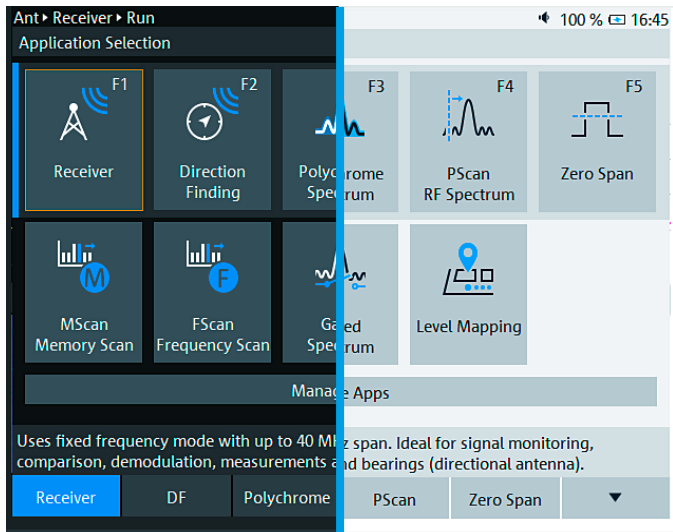 Ant ▸ Receiver ▸ Run 100 % 16:45
Application Selection
F1 F2 F3 F4 F5
Receiver
Direction
Finding
Polychrome
Spectrum
PScan
RF Spectrum
Zero Span
M F
MScan
Memory Scan
FScan
Frequency Scan
Gated
Spectrum
Level Mapping
Manage Apps
Uses fixed frequency mode with up to 40 MHz span. Ideal for signal monitoring,
comparison, demodulation, measurements and bearings (directional antenna).
Receiver DF Polychrome PScan Zero Span ▼